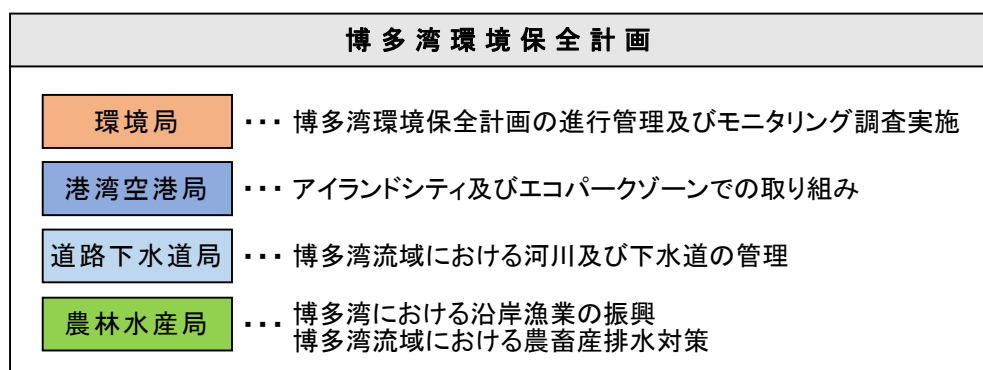 博多湾環境保全計画
環境局 ・・・ 博多湾環境保全計画の進行管理及びモニタリング調査実施
港湾空港局 ・・・ アイランドシティ及びエコパークゾーンでの取り組み
道路下水道局 ・・・ 博多湾流域における河川及び下水道の管理
農林水産局 ・・・ 博多湾における沿岸漁業の振興
博多湾流域における農畜産排水対策